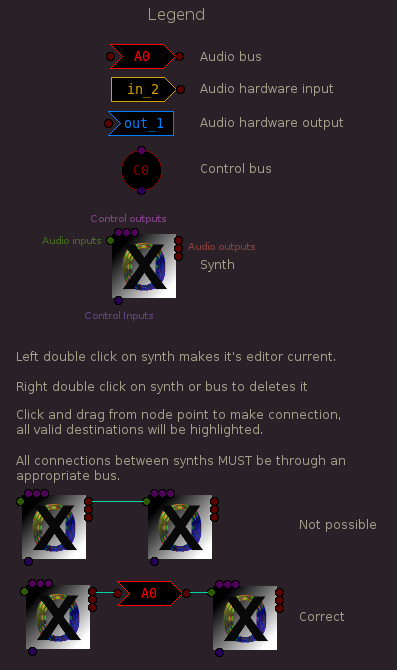 Legend
A0
Audio bus
in_2
Audio hardware input
out_1
Audio hardware output
C0
Control bus
Control outputs
Audio inputs
Audio outputs
Synth
Control Inputs
Left double click on synth makes it's editor current.
Right double click on synth or bus to deletes it
Click and drag from node point to make connection,
all valid destinations will be highlighted.
All connections between synths MUST be through an
appropriate bus.
Not possible
A0
Correct